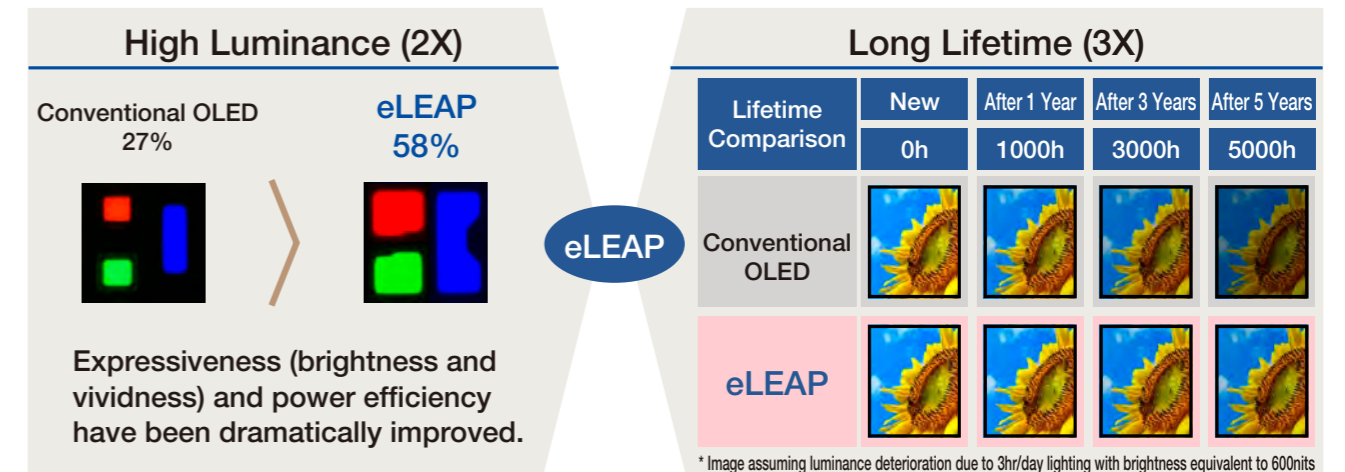 High Luminance (2X)
Conventional OLED
27%
eLEAP
58%
Expressiveness (brightness and
vividness) and power efficiency
have been dramatically improved.
eLEAP
Long Lifetime (3X)
Lifetime
Comparison
New
After 1 Year
After 3 Years
After 5 Years
0h
1000h
3000h
5000h
Conventional
OLED
eLEAP
* Image assuming luminance deterioration due to 3hr/day lighting with brightness equivalent to 600nits